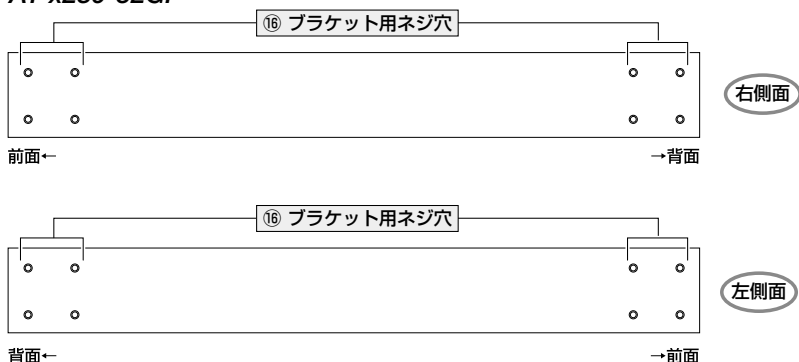 ⑯ ブラケット用ネジ穴
右側面
前面← →背面
⑯ ブラケット用ネジ穴
左側面
背面← →前面